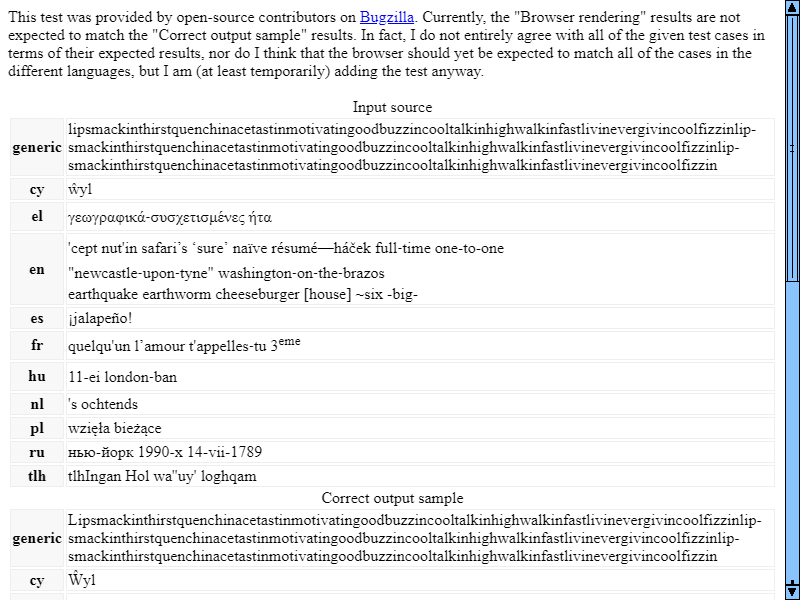 This test was provided by open-source contributors on Bugzilla. Currently, the "Browser rendering" results are not
expected to match the "Correct output sample" results. In fact, I do not entirely agree with all of the given test cases in
terms of their expected results, nor do I think that the browser should yet be expected to match all of the cases in the
different languages, but I am (at least temporarily) adding the test anyway.
Input source
generic lipsmackinthirstquenchinacetastinmotivatingoodbuzzincooltalkinhighwalkinfastlivinevergivincoolfizzinlip-
smackinthirstquenchinacetastinmotivatingoodbuzzincooltalkinhighwalkinfastlivinevergivincoolfizzinlip-
smackinthirstquenchinacetastinmotivatingoodbuzzincooltalkinhighwalkinfastlivinevergivincoolfizzin
cy ŵyl
el γεωγραφικά-συσχετισμένες ήτα
en 'cept nut'in safari’s ‘sure’ naïve résumé—háček full-time one-to-one
"newcastle-upon-tyne" washington-on-the-brazos
earthquake earthworm cheeseburger [house] ~six -big-
es ¡jalapeño!
fr quelqu'un l’amour t'appelles-tu 3eme
hu 11-ei london-ban
nl 's ochtends
pl wzięła bieżące
ru нью-йорк 1990-х 14-vii-1789
tlh tlhIngan Hol wa''uy' loghqam
Correct output sample
generic Lipsmackinthirstquenchinacetastinmotivatingoodbuzzincooltalkinhighwalkinfastlivinevergivincoolfizzinlip-
smackinthirstquenchinacetastinmotivatingoodbuzzincooltalkinhighwalkinfastlivinevergivincoolfizzinlip-
smackinthirstquenchinacetastinmotivatingoodbuzzincooltalkinhighwalkinfastlivinevergivincoolfizzin
cy Ŵyl